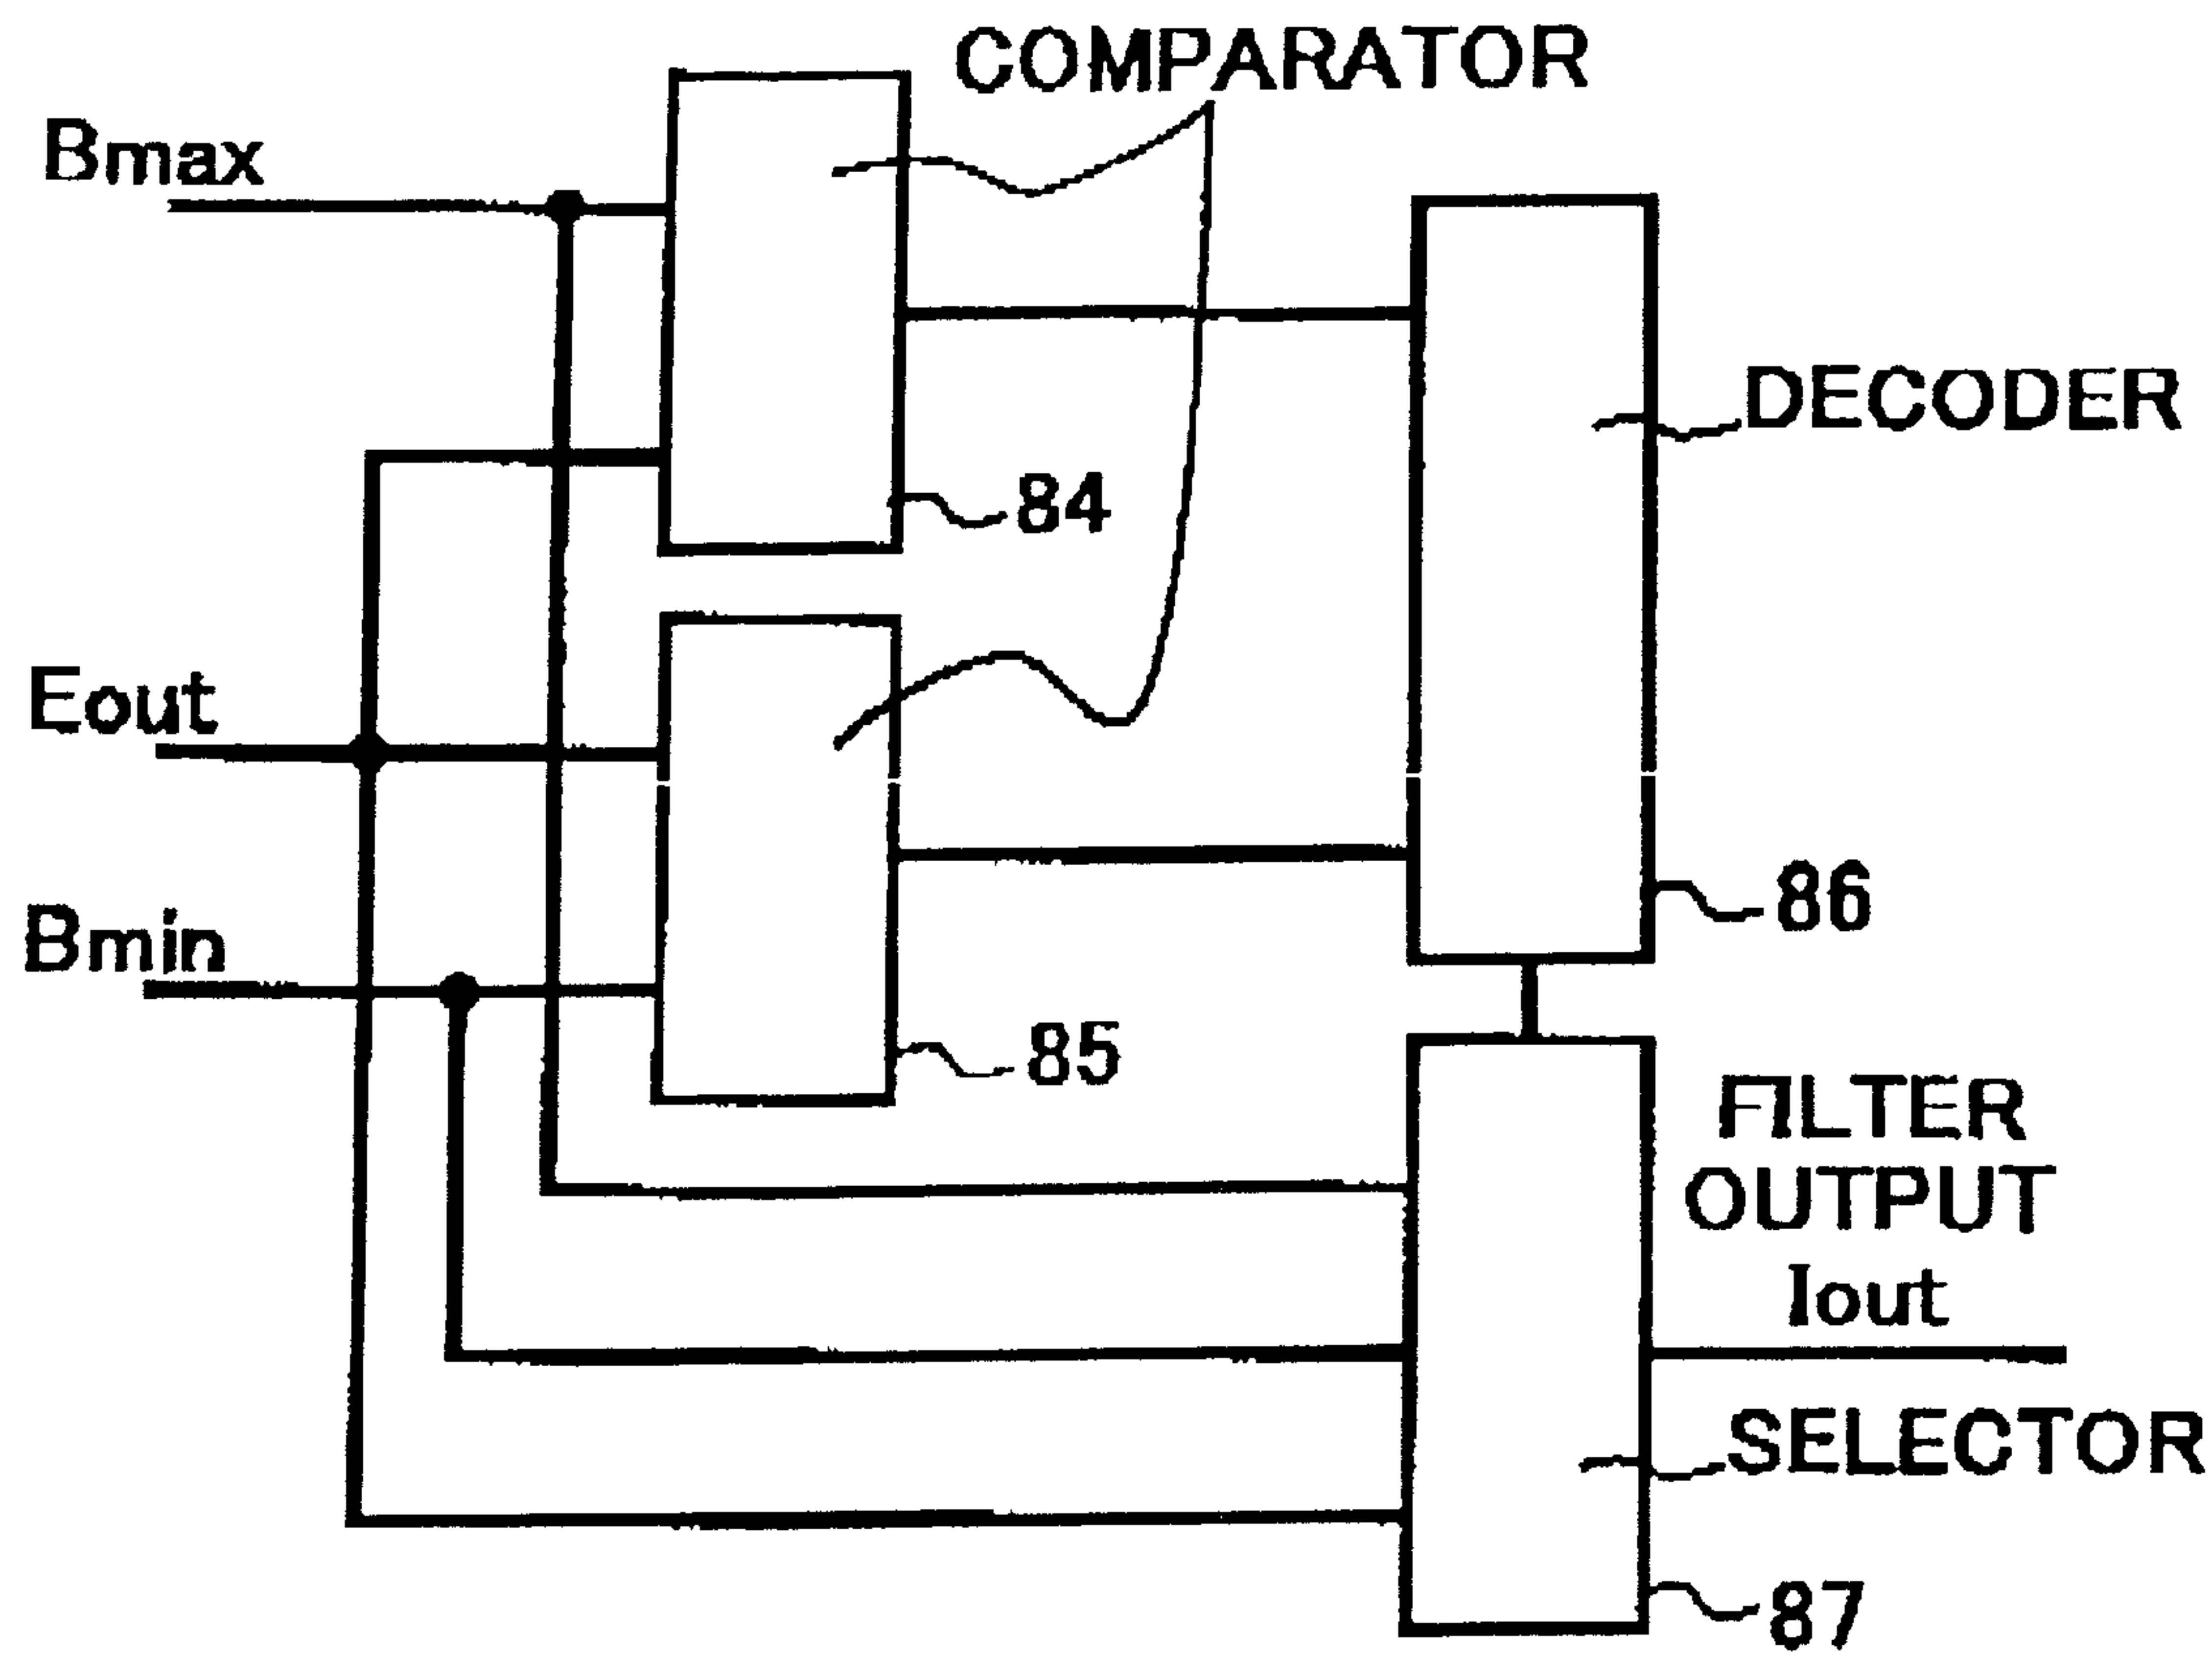 COMPARATOR
Bmax
DECODER
84
Eout
86
Bmin
85
FILTER
OUTPUT
Iout
SELECTOR
87